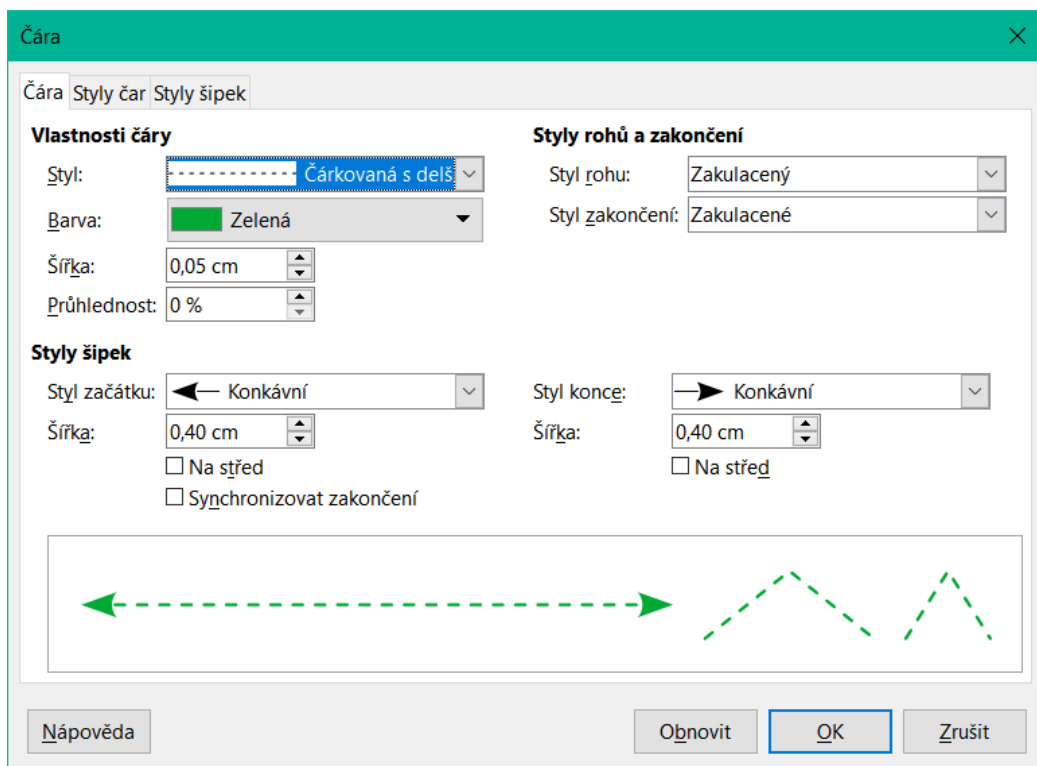 Čára
Čára Styly čar Styly šipek
Vlastnosti čáry
Styl: Čárkovaná s delš
Barva: Zelená
Šířka: 0,05 cm
Průhlednost: 0 %
Styly rohů a zakončení
Styl rohu: Zakulacený
Styl zakončení: Zakulacené
Styly šipek
Styl začátku: Konkávní
Šířka: 0,40 cm
Na střed
Synchronizovat zakončení
Styl konce: Konkávní
Šířka: 0,40 cm
Na střed
Nápověda Obnovit OK Zrušit